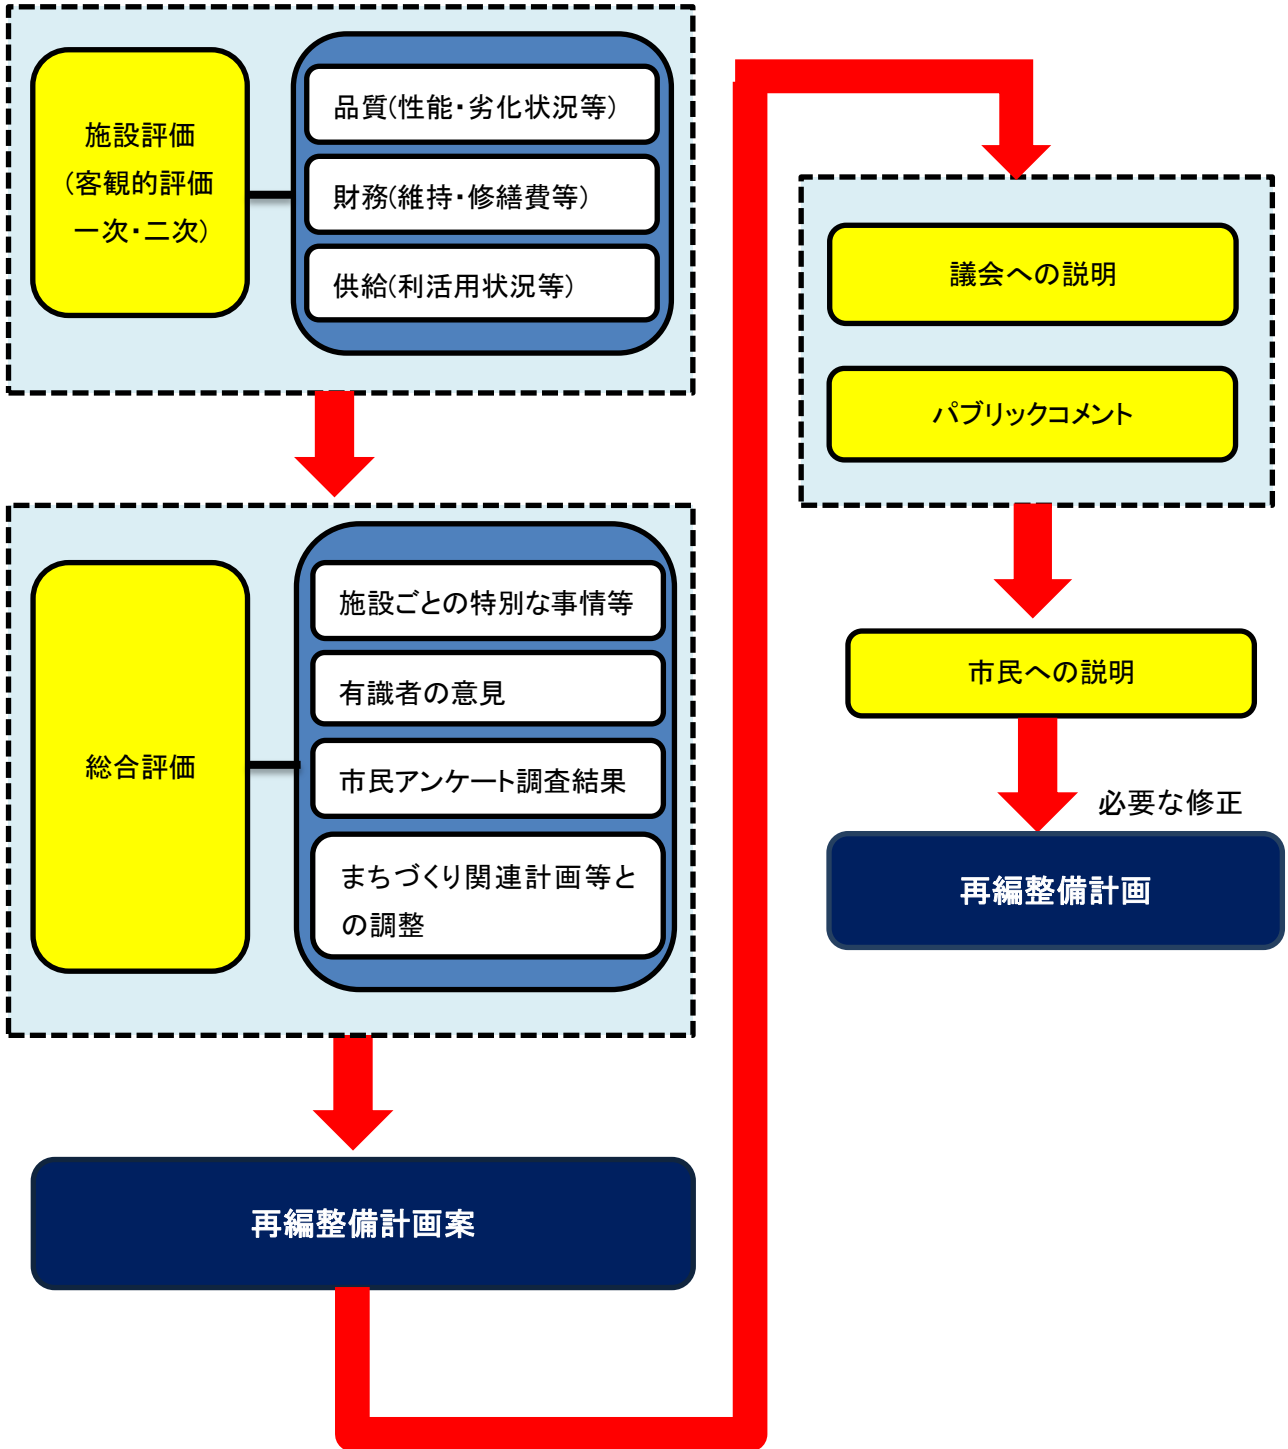 施設評価
(客観的評価
一次・二次)
品質(性能・劣化状況等)
財務(維持・修繕費等)
供給(利活用状況等)
総合評価
施設ごとの特別な事情等
有識者の意見
市民アンケート調査結果
まちづくり関連計画等と
の調整
再編整備計画案
議会への説明
パブリックコメント
市民への説明
必要な修正
再編整備計画